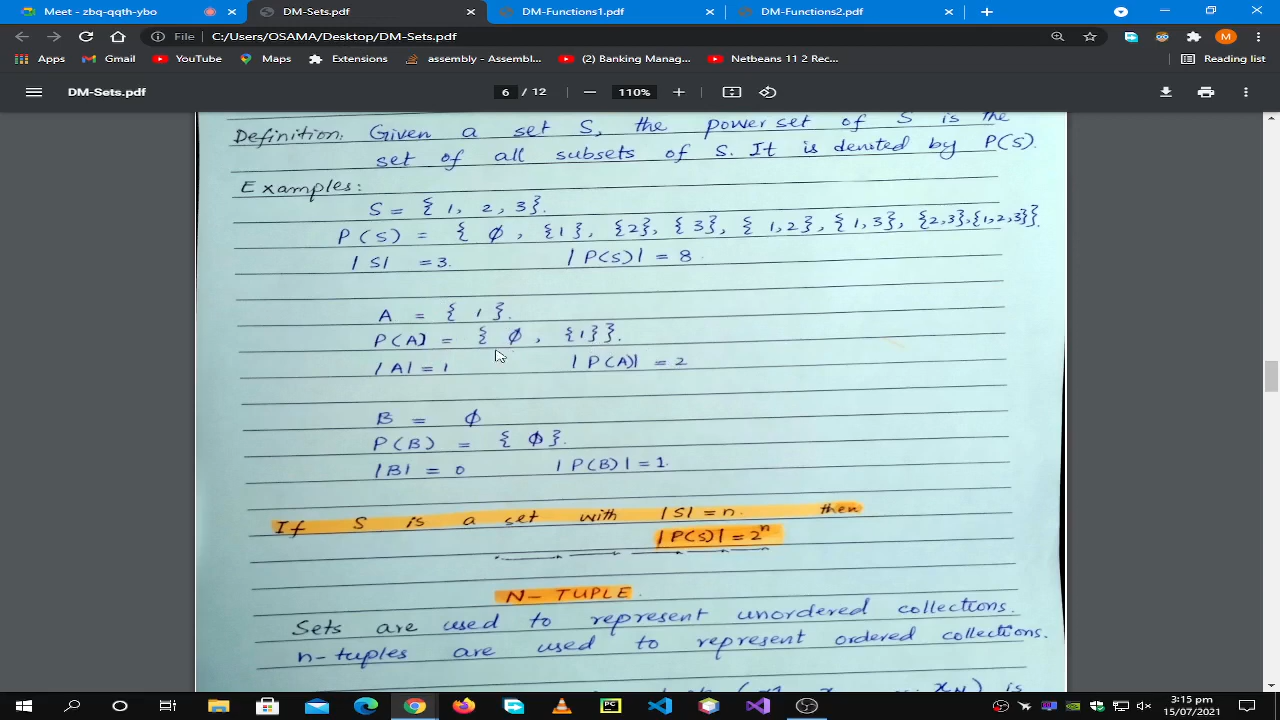 Meet - zbq-qqth-ybo
DM-Sets.pdf
DM-Functions1.pdf
DM-Functions2.pdf
File
C:/Users/OSAMA/Desktop/DM-Sets.pdf
M
Apps
Gmail
YouTube
Maps
Extensions
assembly - Assembl...
(2) Banking Manag...
Netbeans 11 2 Rec...
Reading list
DM-Sets.pdf
6 / 12
110%
Definition. Given a set S, the power set of S is the
set of all subsets of S. It is denoted by P(S).
Examples:
S = { 1, 2, 3}.
P(S) = { ∅, {1}, {2}, {3}, {1,2}, {1,3}, {2,3},{1,2,3}}.
|S| = 3. |P(S)| = 8.
A = { 1 }.
P(A) = { ∅, {1}}.
|A| = 1 |P(A)| = 2
B = ∅
P(B) = { ∅ }.
|B| = 0 |P(B)| = 1.
If S is a set with |S| = n. then
|P(S)| = 2ⁿ
N-TUPLE.
Sets are used to represent unordered collections.
n-tuples are used to represent ordered collections.
is
PC
3:15 pm
15/07/2021